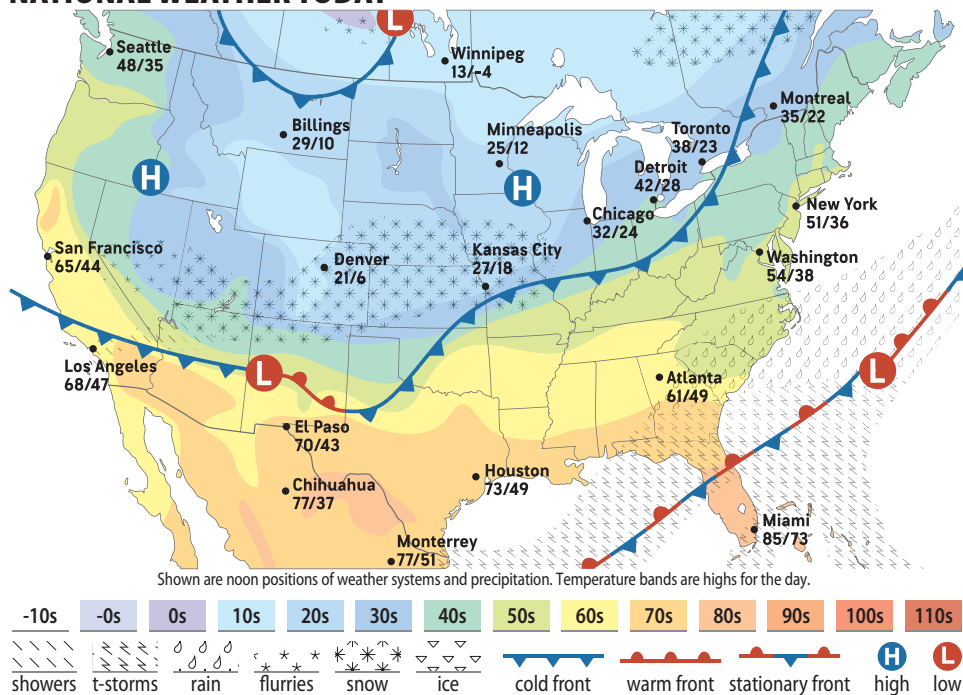 NATIONAL WEATHER TODAY
L
Seattle
48/35
Winnipeg
13/-4
Billings
29/10
Minneapolis
25/12
Toronto
38/23
Montreal
35/22
Detroit
42/28
H
H
Chicago
32/24
New York
51/36
San Francisco
65/44
Denver
21/6
Kansas City
27/18
Washington
54/38
Los Angeles
68/47
L
L
Atlanta
61/49
El Paso
70/43
Houston
73/49
Chihuahua
77/37
Miami
85/73
Monterrey
77/51
Shown are noon positions of weather systems and precipitation. Temperature bands are highs for the day.
-10s -0s 0s 10s 20s 30s 40s 50s 60s 70s 80s 90s 100s 110s
H L
showers t-storms rain flurries snow ice cold front warm front stationary front high low